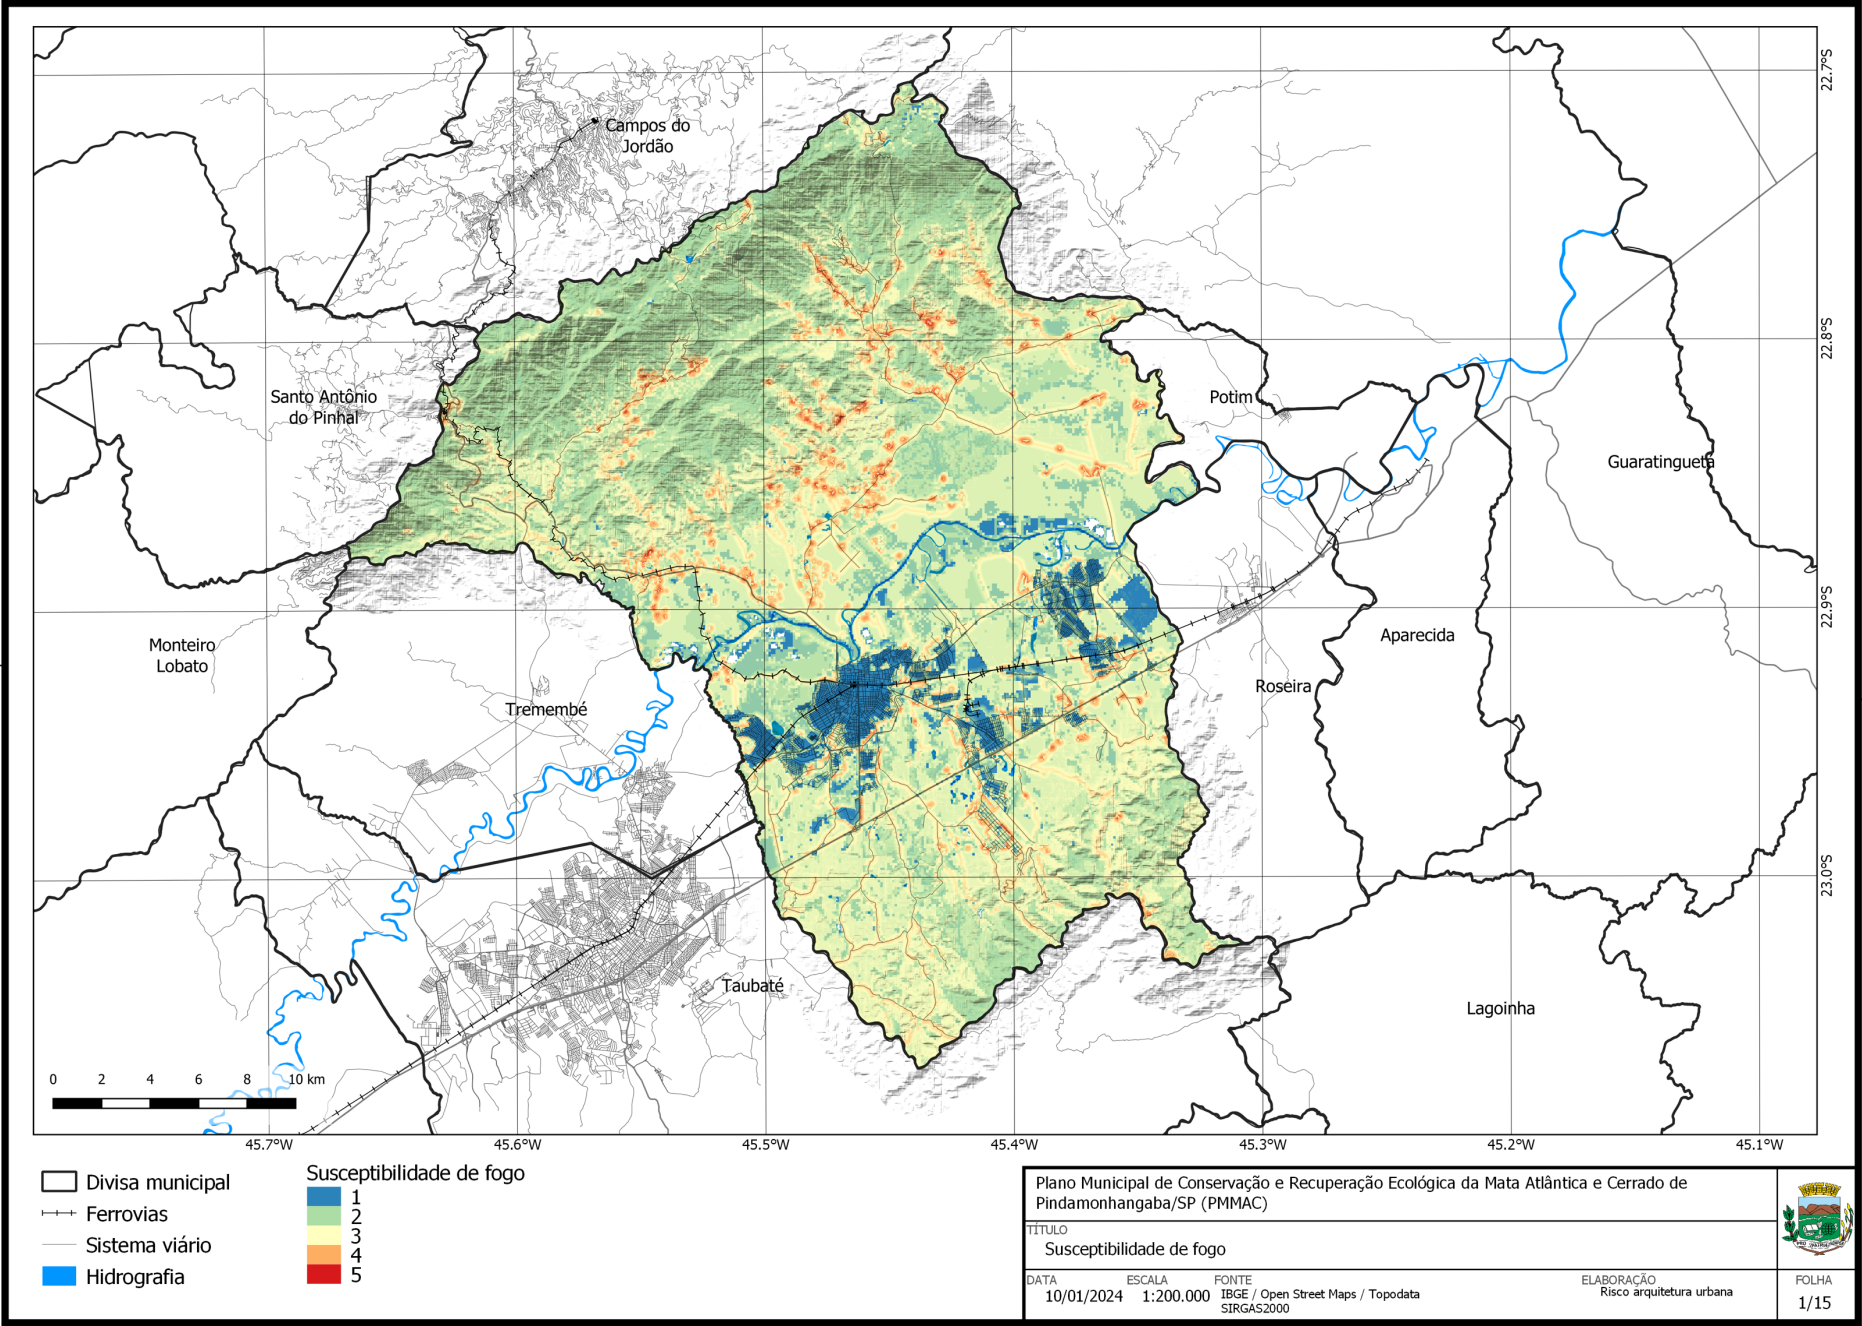 22.7°S
Campos do
Jordão
22.8°S
Santo Antônio
do Pinhal
Potim
Guaratinguetá
22.9°S
Monteiro
Lobato
Aparecida
Tremembé
Roseira
23.0°S
Taubaté
Lagoinha
0 2 4 6 8 10 km
45.7°W 45.6°W 45.5°W 45.4°W 45.3°W 45.2°W 45.1°W
Divisa municipal
Ferrovias
Sistema viário
Hidrografia
Susceptibilidade de fogo
1
2
3
4
5
Plano Municipal de Conservação e Recuperação Ecológica da Mata Atlântica e Cerrado de
Pindamonhangaba/SP (PMMAC)
TÍTULO
Susceptibilidade de fogo
DATA
10/01/2024
ESCALA
1:200.000
FONTE
IBGE / Open Street Maps / Topodata
SIRGAS2000
ELABORAÇÃO
Risco arquitetura urbana
FOLHA
1/15